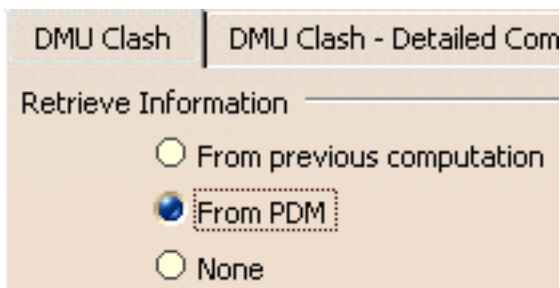 DMU Clash DMU Clash - Detailed Com
Retrieve Information
From previous computation
From PDM
None